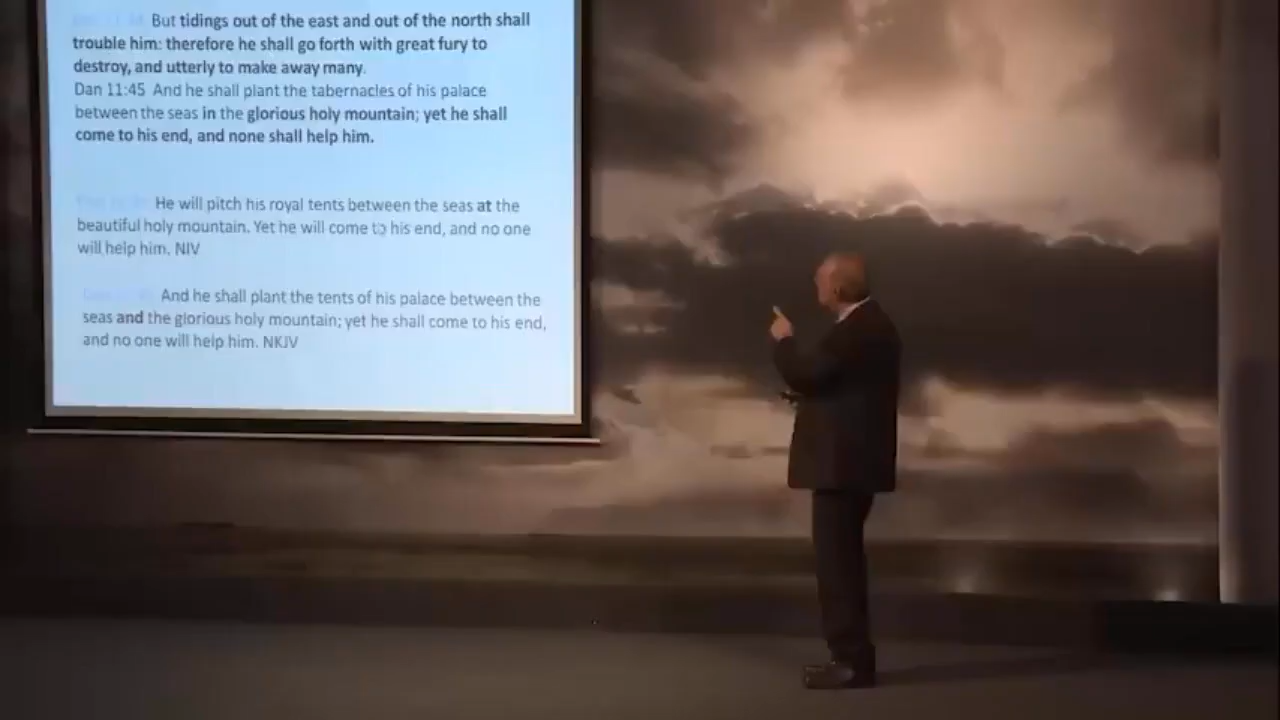 But tidings out of the east and out of the north shall
trouble him: therefore he shall go forth with great fury to
destroy, and utterly to make away many.
Dan 11:45 And he shall plant the tabernacles of his palace
between the seas in the glorious holy mountain; yet he shall
come to his end, and none shall help him.
He will pitch his royal tents between the seas at the
beautiful holy mountain. Yet he will come to his end, and no one
will help him. NIV
And he shall plant the tents of his palace between the
seas and the glorious holy mountain; yet he shall come to his end,
and no one will help him. NKJV